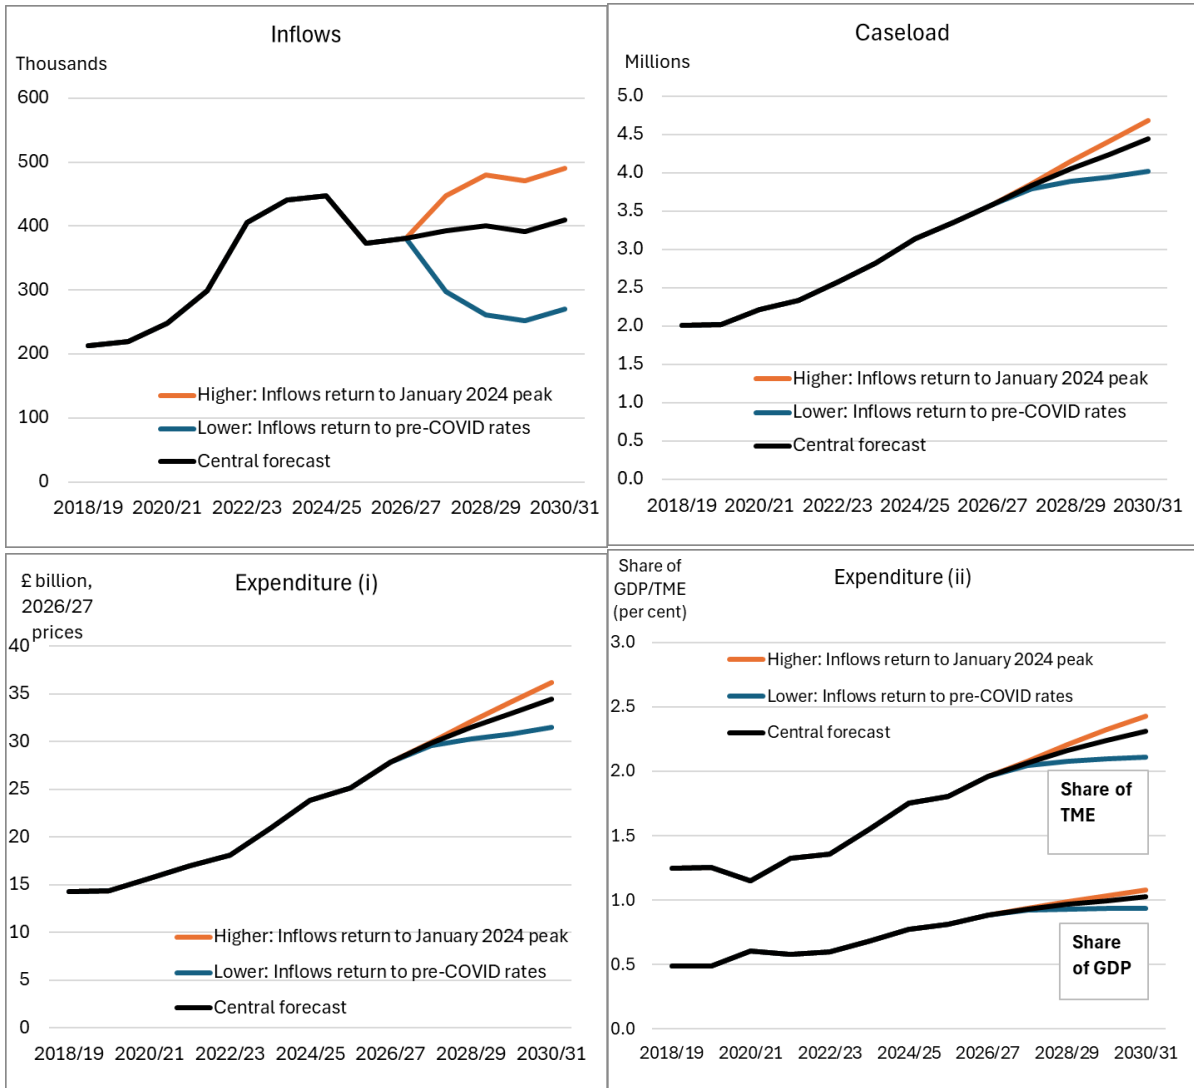 Inflows
Thousands
600
500
400
300
200
100
0
Higher: Inflows return to January 2024 peak
Lower: Inflows return to pre-COVID rates
Central forecast
2018/19 2020/21 2022/23 2024/25 2026/27 2028/29 2030/31
Caseload
Millions
5.0
4.5
4.0
3.5
3.0
2.5
2.0
1.5
1.0
0.5
0.0
Higher: Inflows return to January 2024 peak
Lower: Inflows return to pre-COVID rates
Central forecast
2018/19 2020/21 2022/23 2024/25 2026/27 2028/29 2030/31
Expenditure (i)
£ billion,
2026/27
prices
40
35
30
25
20
15
10
5
0
Higher: Inflows return to January 2024 peak
Lower: Inflows return to pre-COVID rates
Central forecast
2018/19 2020/21 2022/23 2024/25 2026/27 2028/29 2030/31
Expenditure (ii)
Share of
GDP/TME
(per cent)
3.0
2.5
2.0
1.5
1.0
0.5
0.0
Higher: Inflows return to January 2024 peak
Lower: Inflows return to pre-COVID rates
Central forecast
Share of
TME
Share
of GDP
2018/19 2020/21 2022/23 2024/25 2026/27 2028/29 2030/31